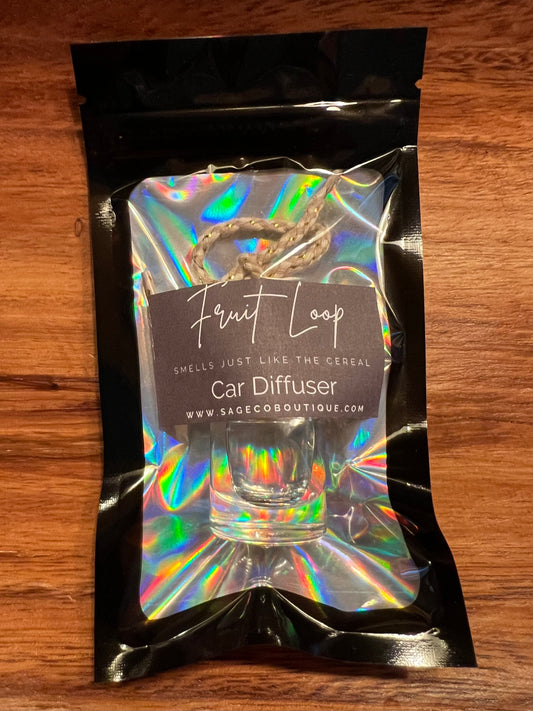 Fruit Loop
SMELLS JUST LIKE THE CEREAL
Car Diffuser
WWW.SAGECOBOUTIQUE.COM